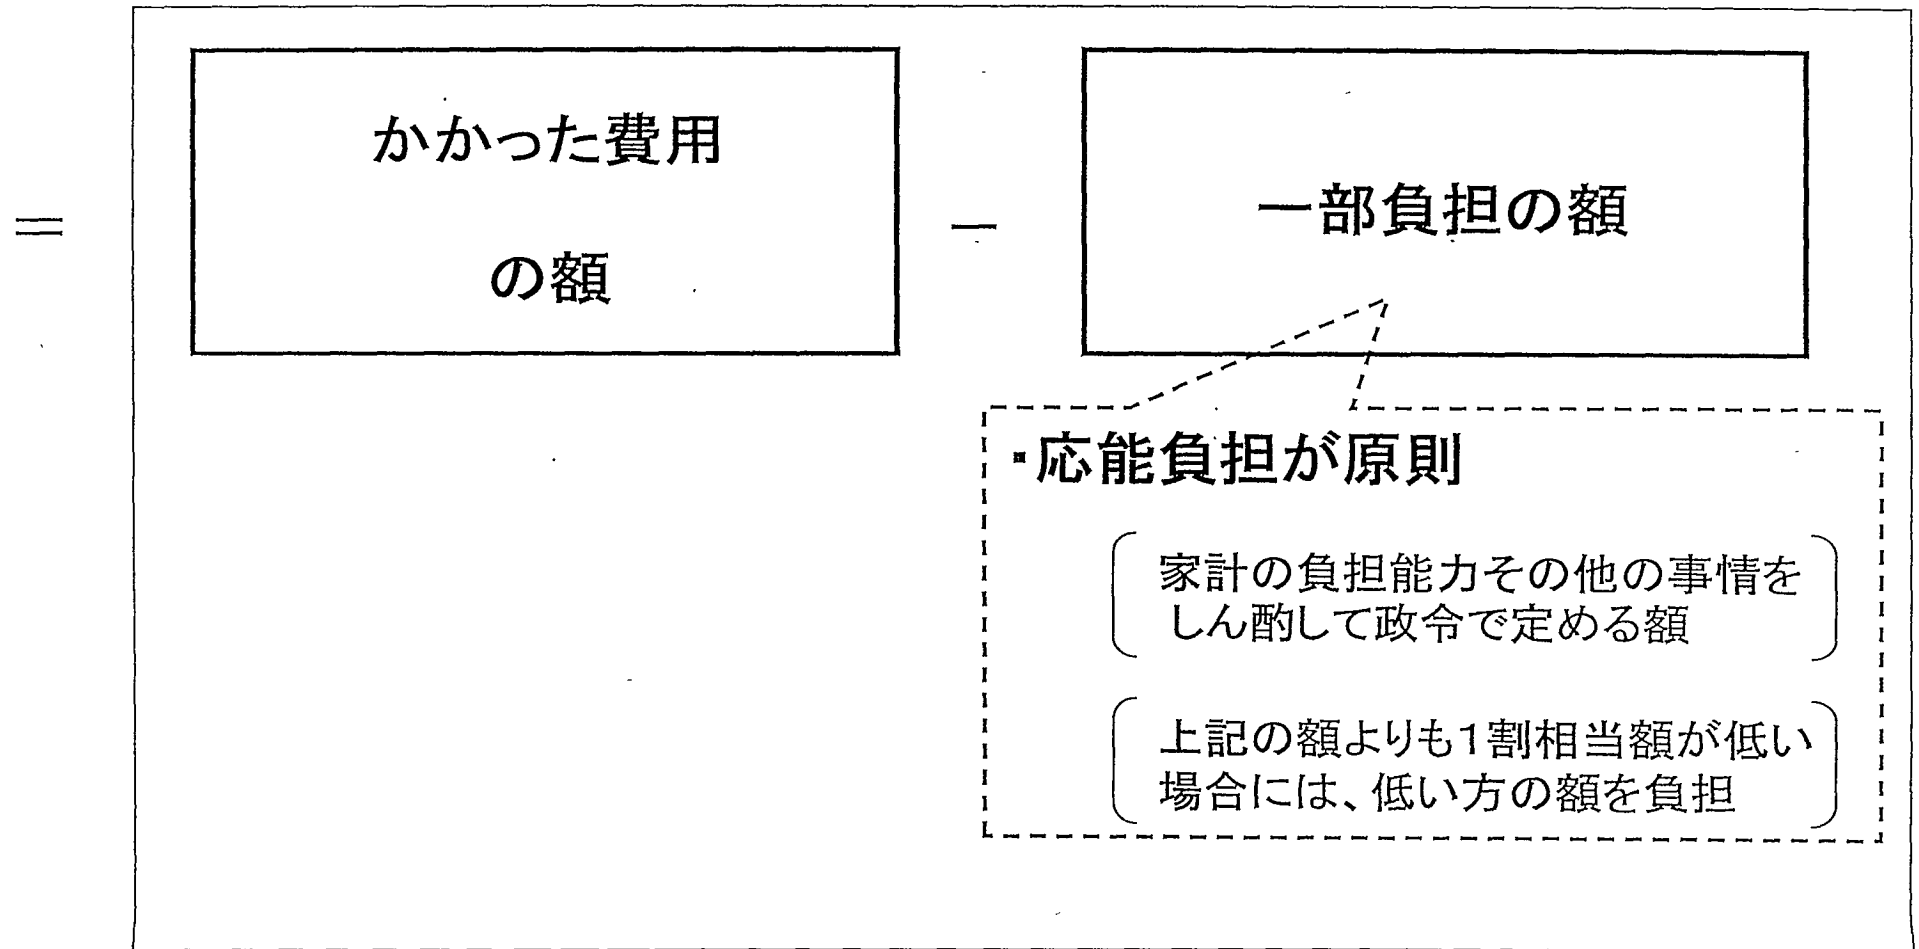 ＝
かかった費用
の額
－
一部負担の額
・応能負担が原則
家計の負担能力その他の事情を
しん酌して政令で定める額
上記の額よりも1割相当額が低い
場合には、低い方の額を負担